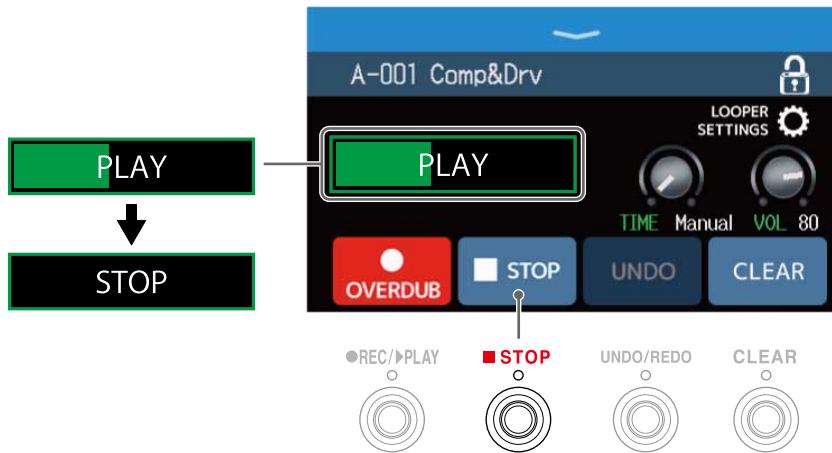 A-001 Comp&Drv
LOOPER
SETTINGS
PLAY
PLAY
TIME Manual VOL 80
STOP
OVERDUB
STOP
UNDO
CLEAR
●REC/▶PLAY
■STOP
UNDO/REDO
CLEAR